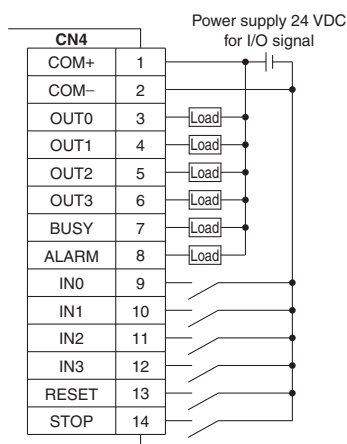 Power supply 24 VDC
for I/O signal
CN4
COM+ 1
COM− 2
OUT0 3 Load
OUT1 4 Load
OUT2 5 Load
OUT3 6 Load
BUSY 7 Load
ALARM 8 Load
IN0 9
IN1 10
IN2 11
IN3 12
RESET 13
STOP 14